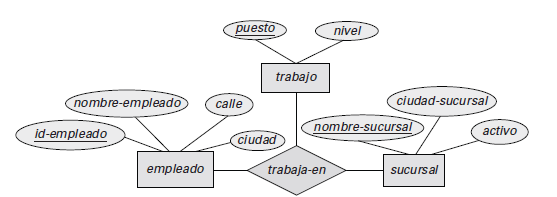 puesto
nivel
trabajo
nombre-empleado
calle
ciudad-sucursal
id-empleado
ciudad
nombre-sucursal
activo
empleado
trabaja-en
sucursal